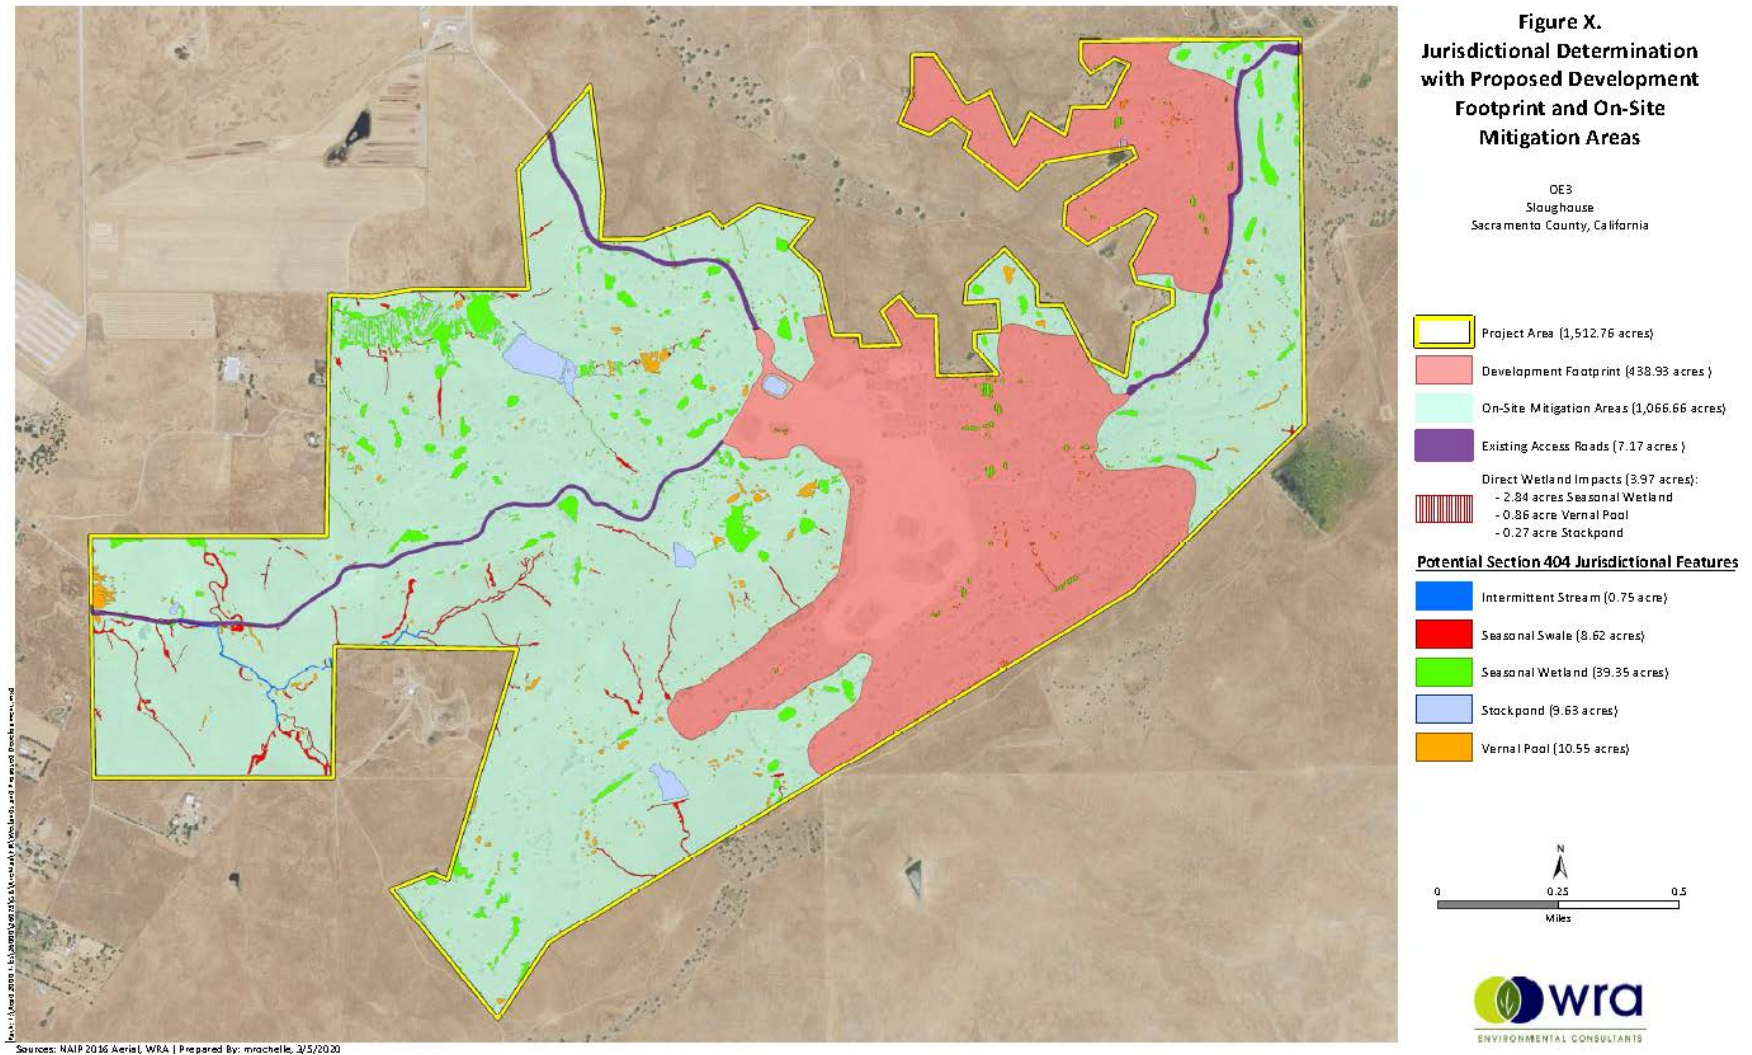 Figure X.
Jurisdictional Determination
with Proposed Development
Footprint and On-Site
Mitigation Areas
OE3
Sloughouse
Sacramento County, California
Project Area (1,512.76 acres)
Development Footprint (438.93 acres )
On-Site Mitigation Areas (1,066.66 acres)
Existing Access Roads (7.17 acres )
Direct Wetland Impacts (3.97 acres):
- 2.84 acres Seasonal Wetland
- 0.86 acre Vernal Pool
- 0.27 acre Stockpond
Potential Section 404 Jurisdictional Features
Intermittent Stream (0.75 acre)
Seasonal Swale (8.62 acres)
Seasonal Wetland (39.35 acres)
Stockpond (9.63 acres)
Vernal Pool (10.55 acres)
N
0 0.25 0.5
Miles
wra
ENVIRONMENTAL CONSULTANTS
Sources: NAIP 2016 Aerial, WRA | Prepared By: mrochelle, 3/5/2020